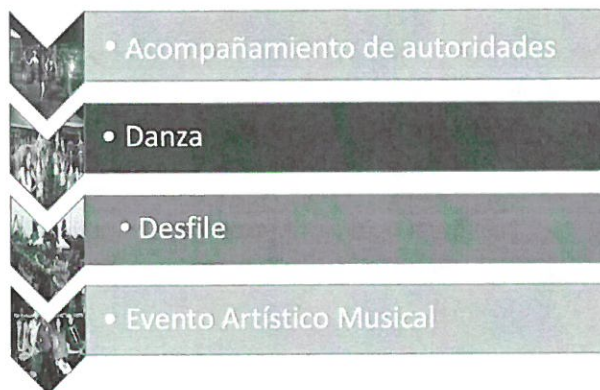 • Acompañamiento de autoridades
• Danza
• Desfile
• Evento Artístico Musical